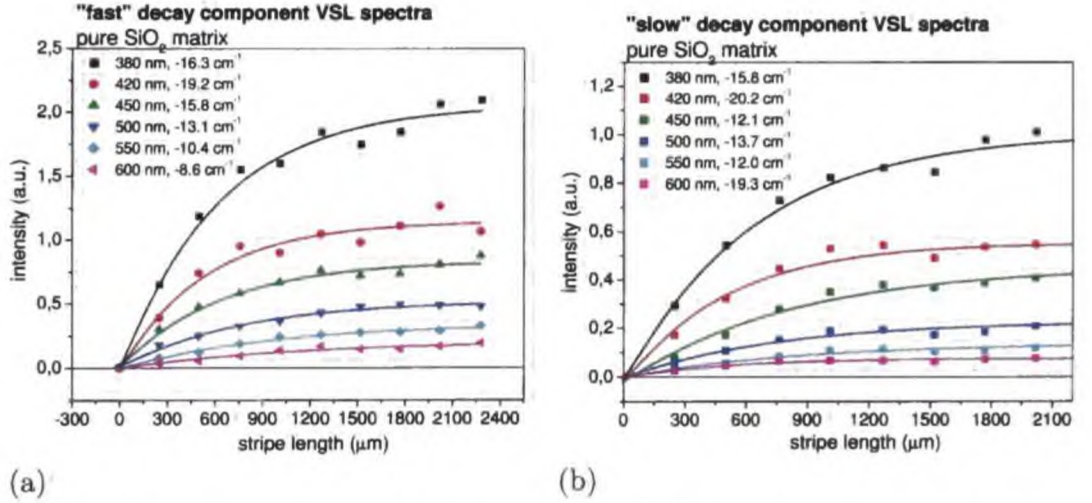 "fast" decay component VSL spectra
pure SiO₂ matrix
380 nm, -16.3 cm⁻¹
420 nm, -19.2 cm⁻¹
450 nm, -15.8 cm⁻¹
500 nm, -13.1 cm⁻¹
550 nm, -10.4 cm⁻¹
600 nm, -8.6 cm⁻¹
2,5
2,0
1,5
1,0
0,5
0,0
intensity (a.u.)
-300 0 300 600 900 1200 1500 1800 2100 2400
stripe length (μm)
(a)
"slow" decay component VSL spectra
pure SiO₂ matrix
380 nm, -15.8 cm⁻¹
420 nm, -20.2 cm⁻¹
450 nm, -12.1 cm⁻¹
500 nm, -13.7 cm⁻¹
550 nm, -12.0 cm⁻¹
600 nm, -19.3 cm⁻¹
1,2
1,0
0,8
0,6
0,4
0,2
0,0
intensity (a.u.)
0 300 600 900 1200 1500 1800 2100
stripe length (μm)
(b)